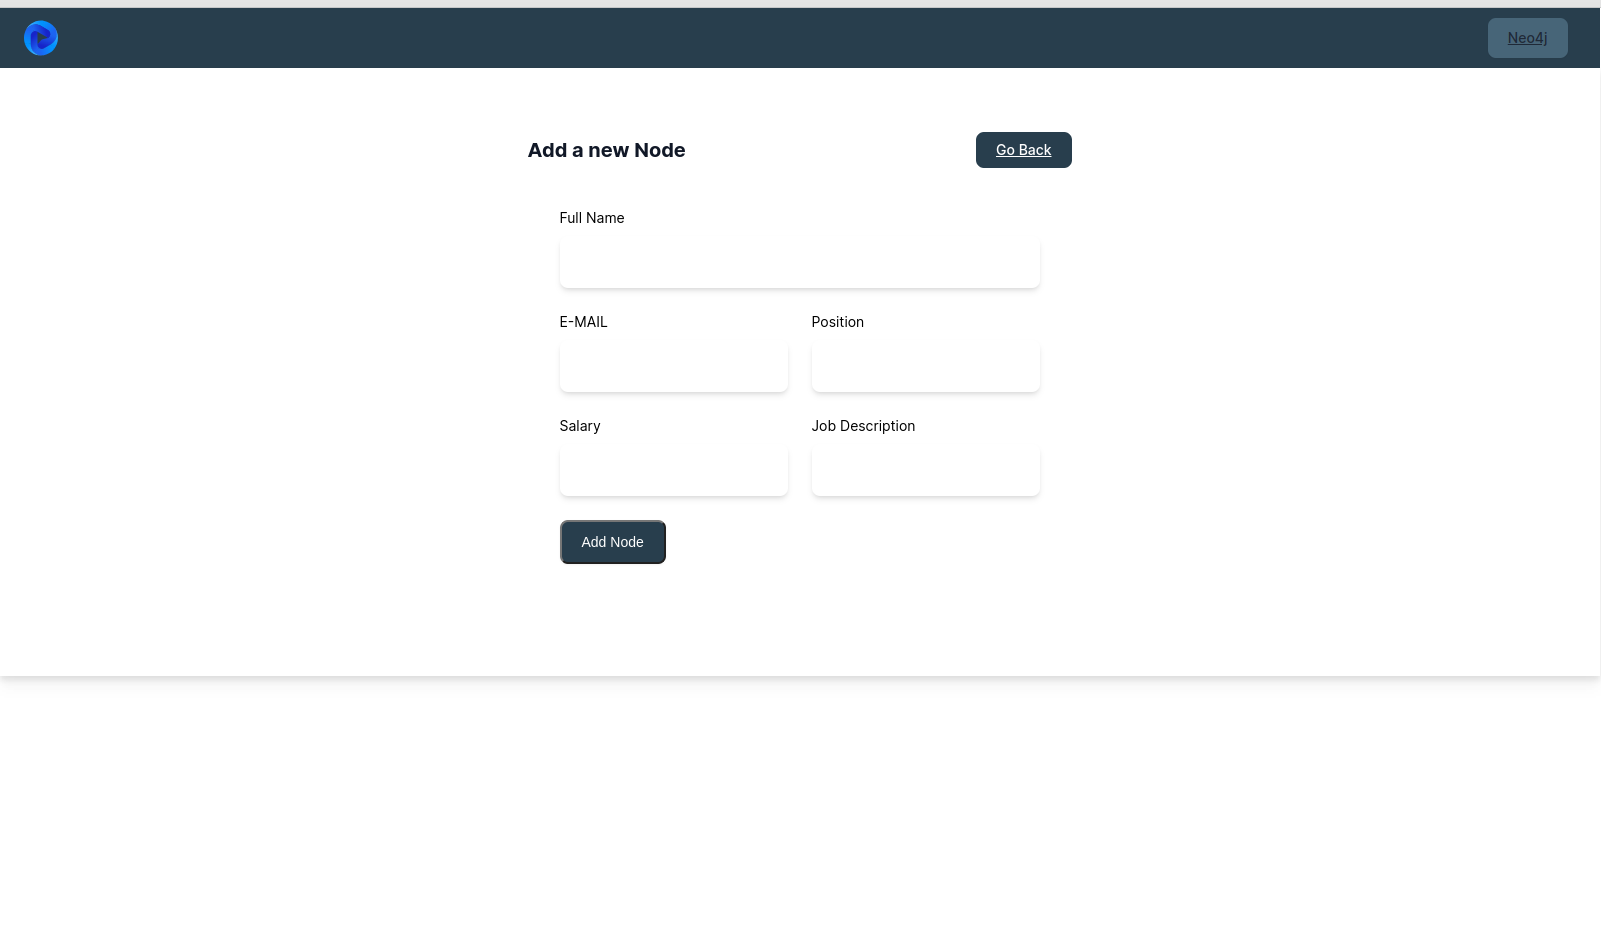 Neo4j
Add a new Node
Go Back
Full Name
E-MAIL
Position
Salary
Job Description
Add Node